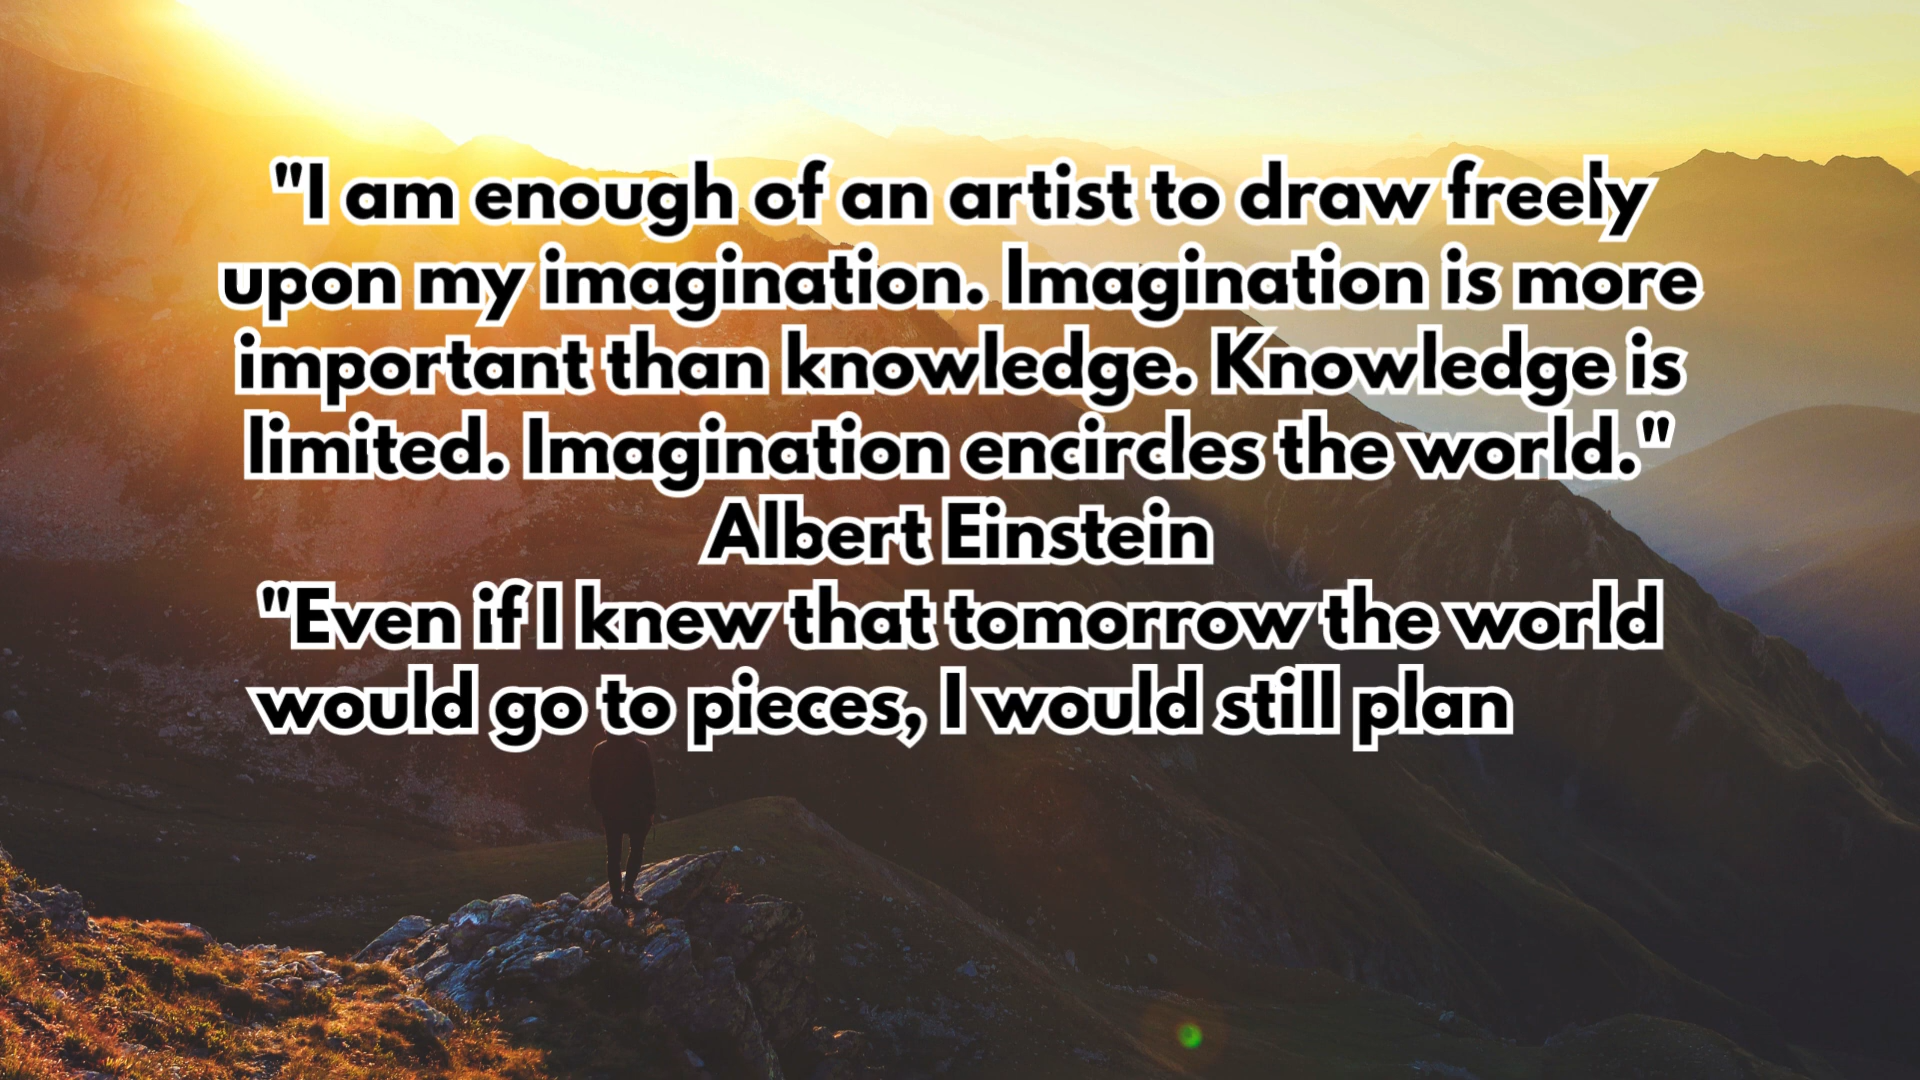 "I am enough of an artist to draw freely
upon my imagination. Imagination is more
important than knowledge. Knowledge is
limited. Imagination encircles the world."
Albert Einstein
"Even if I knew that tomorrow the world
would go to pieces, I would still plan